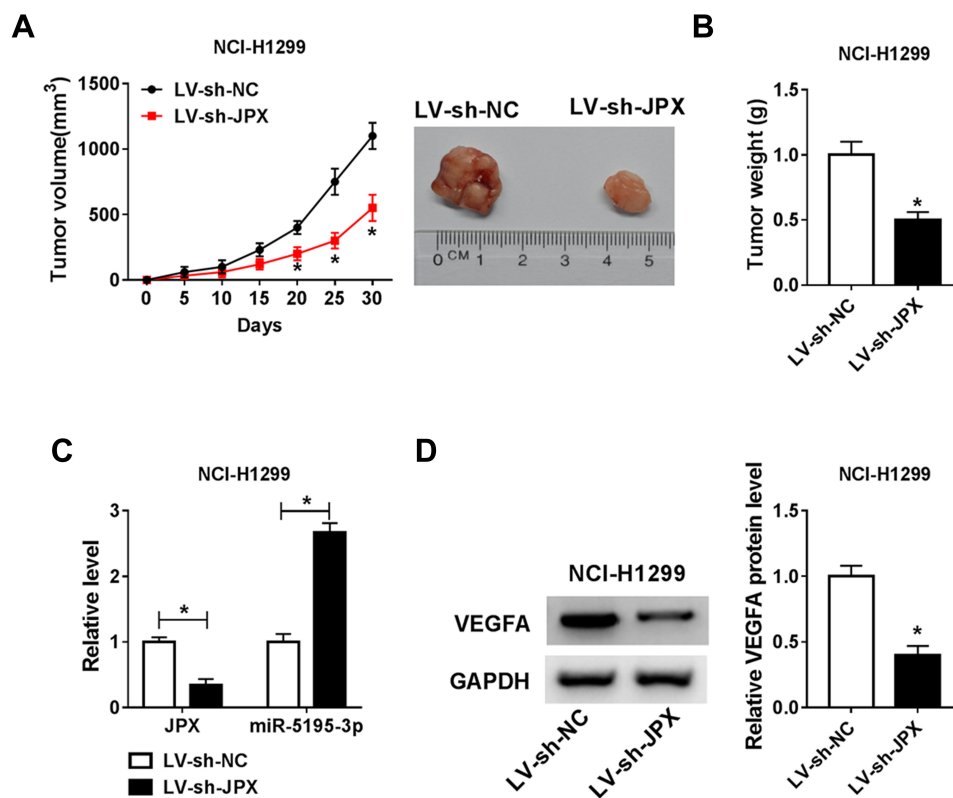 A
NCI-H1299
LV-sh-NC
LV-sh-JPX
Tumor volume(mm³)
1500
1000
500
0
0 5 10 15 20 25 30
* * *
Days
LV-sh-NC LV-sh-JPX
0 CM 1 2 3 4 5
B
NCI-H1299
Tumor weight (g)
1.5
1.0
0.5
0.0
*
LV-sh-NC
LV-sh-JPX
C
NCI-H1299
Relative level
3
2
1
0
* *
JPX miR-5195-3p
LV-sh-NC
LV-sh-JPX
D
NCI-H1299
VEGFA
GAPDH
LV-sh-NC
LV-sh-JPX
NCI-H1299
Relative VEGFA protein level
1.5
1.0
0.5
0.0
*
LV-sh-NC
LV-sh-JPX